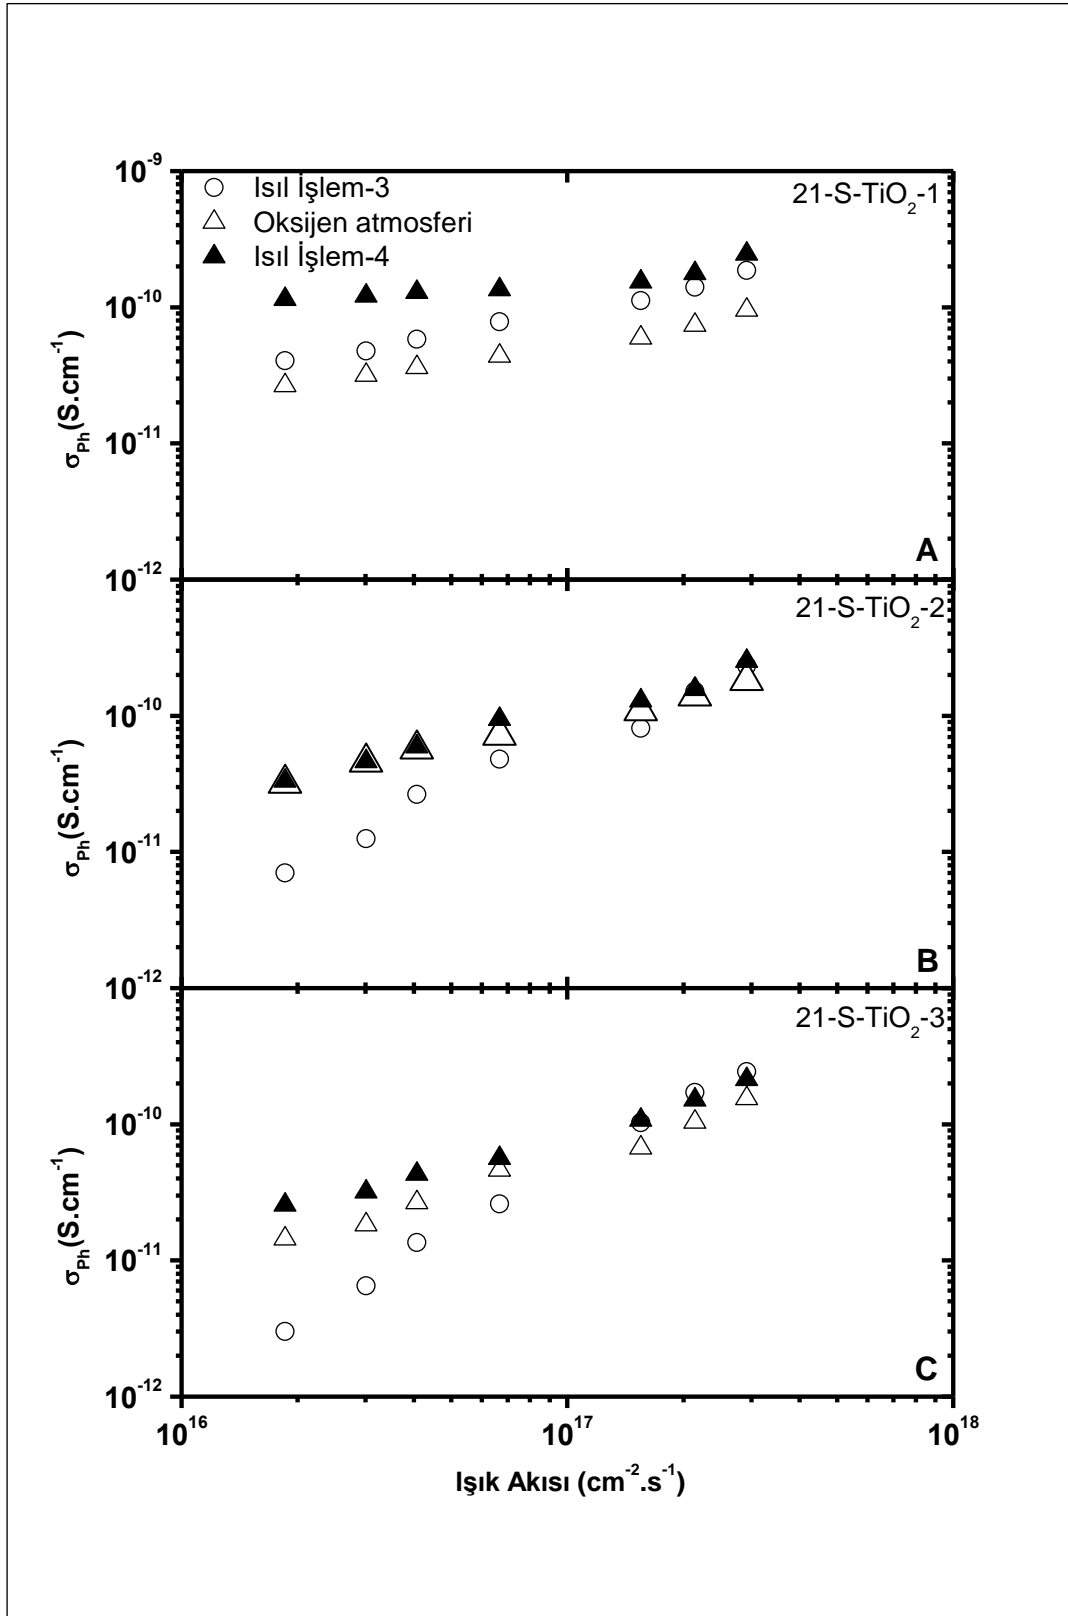 10⁻⁹
Isıl İşlem-3
21-S-TiO₂-1
Oksijen atmosferi
Isıl İşlem-4
10⁻¹⁰
σPh(S.cm⁻¹)
10⁻¹¹
A
10⁻¹²
21-S-TiO₂-2
10⁻¹⁰
σPh(S.cm⁻¹)
10⁻¹¹
B
10⁻¹²
21-S-TiO₂-3
10⁻¹⁰
σPh(S.cm⁻¹)
10⁻¹¹
C
10⁻¹²
10¹⁶ 10¹⁷ 10¹⁸
Işık Akısı (cm⁻².s⁻¹)